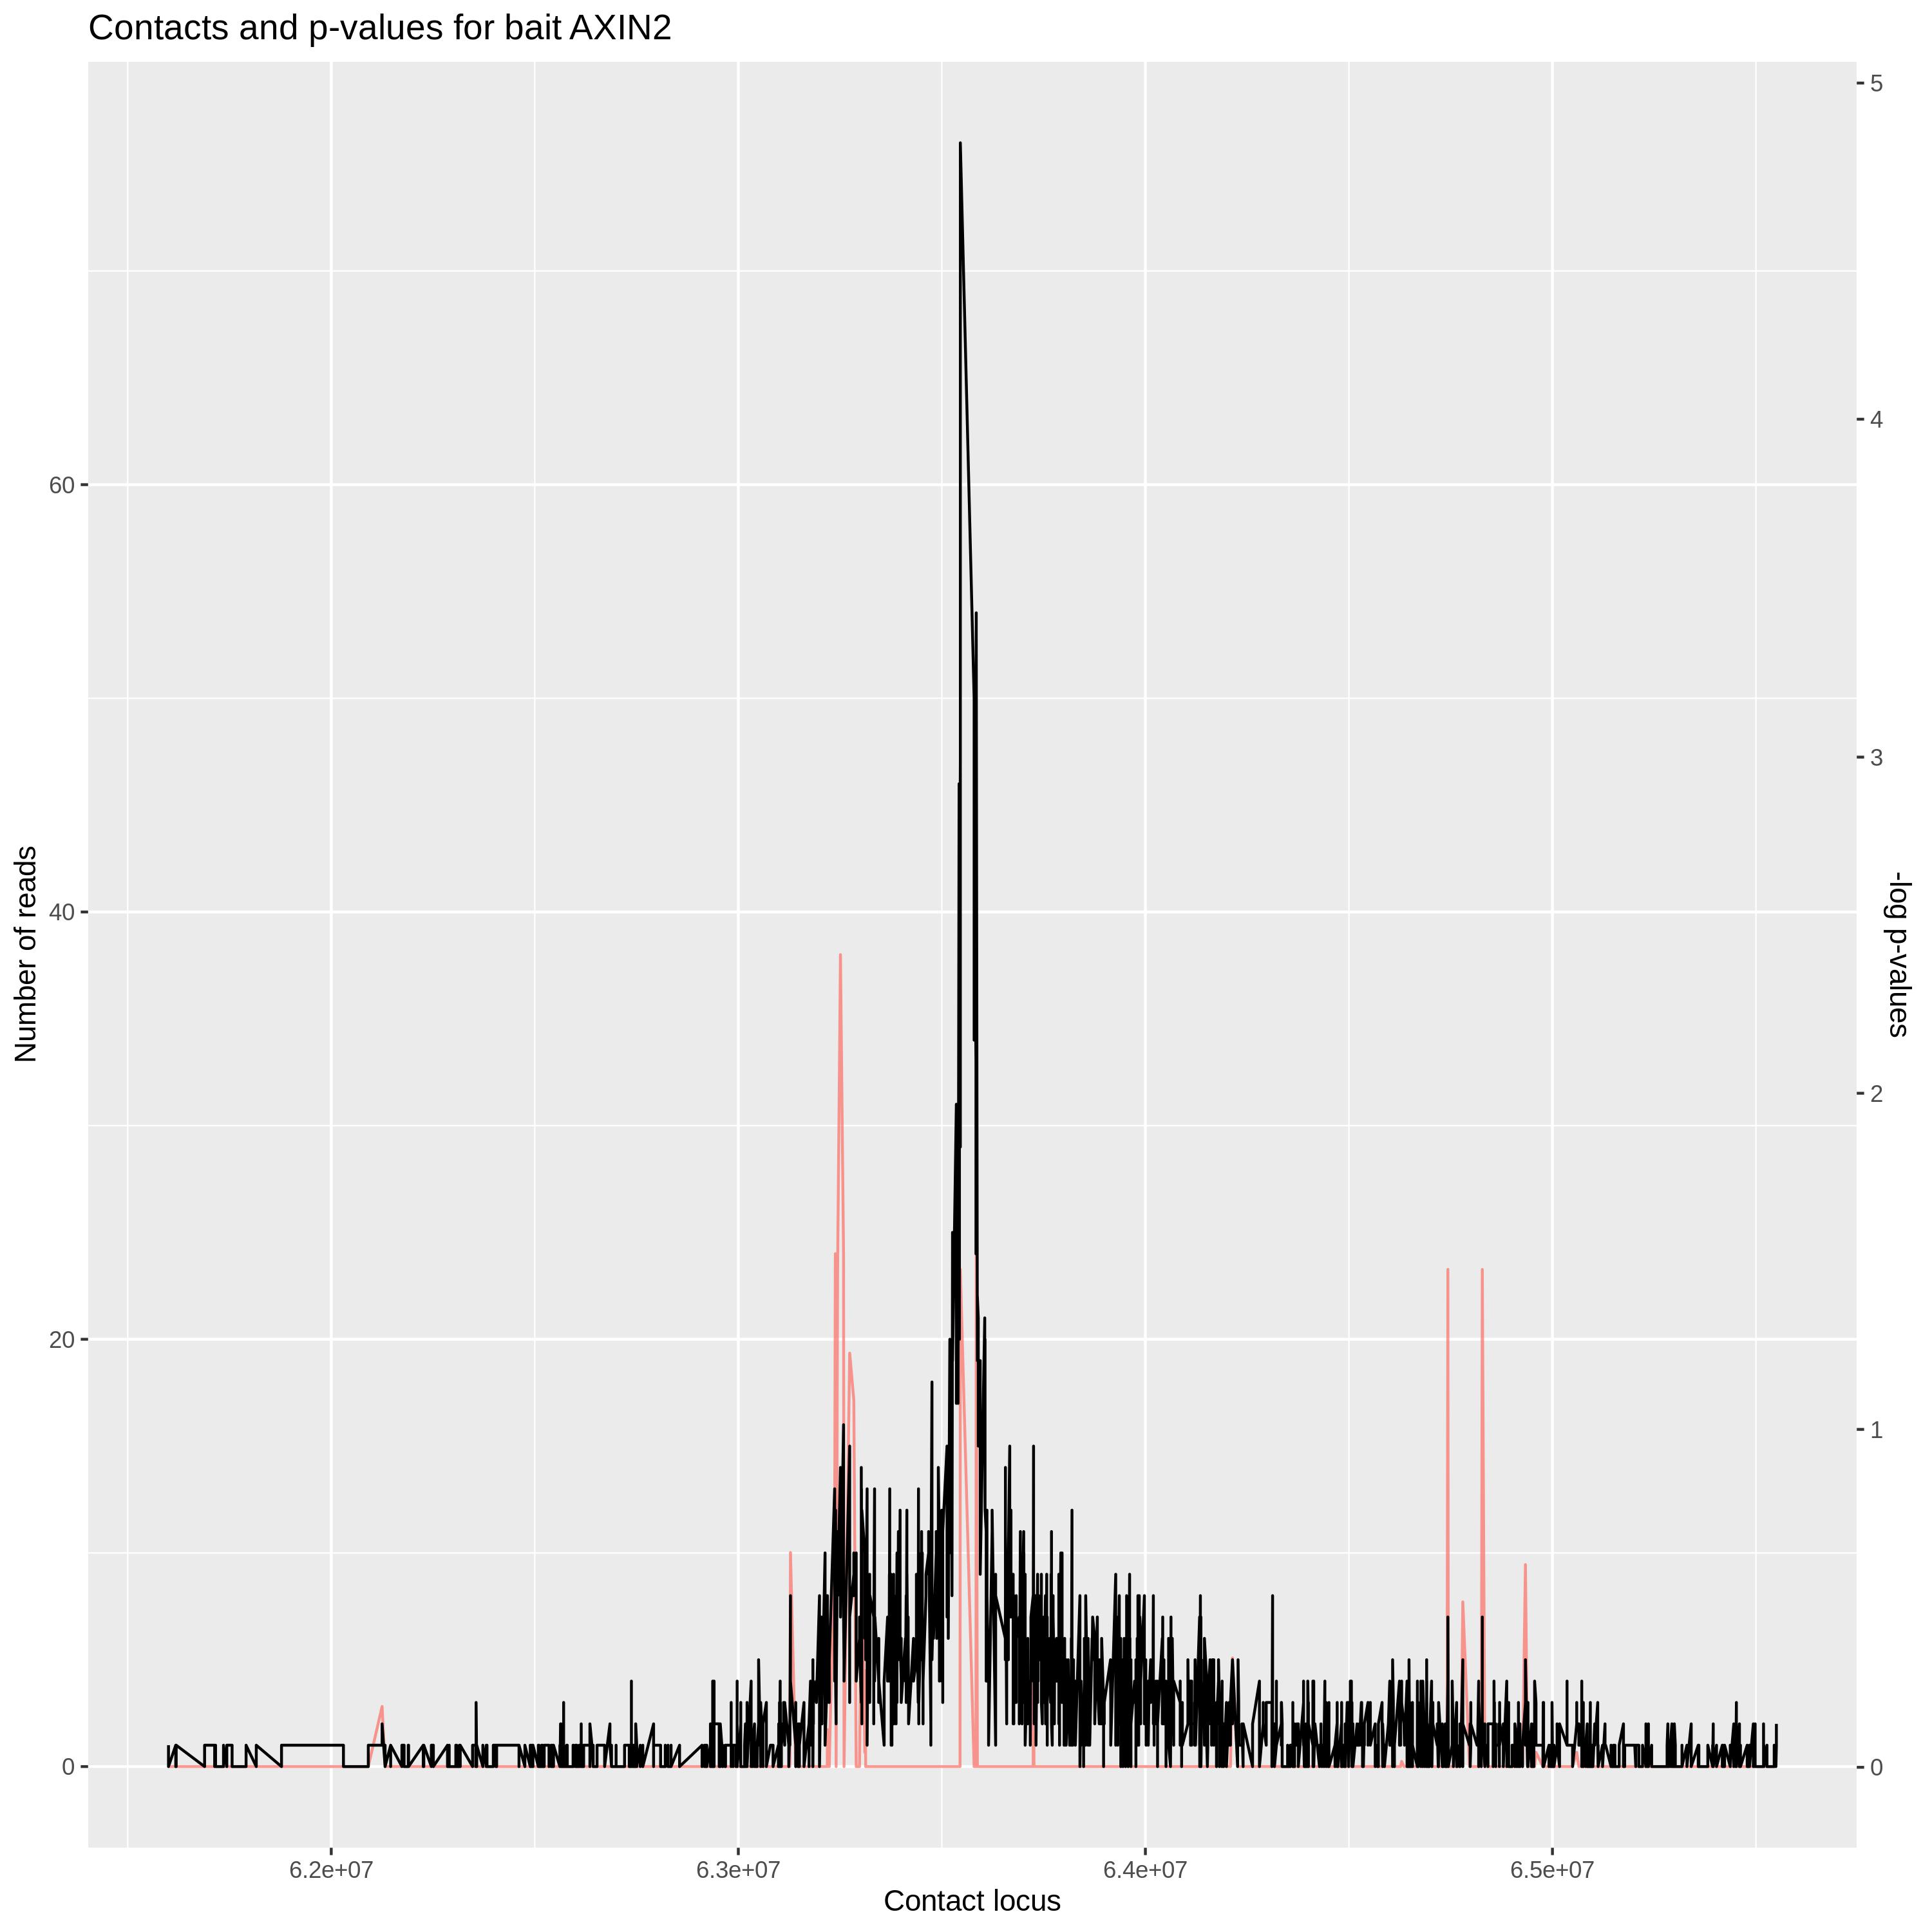 Contacts and p-values for bait AXIN2
5
4
60
3
Number of reads
40
-log p-values
2
20
1
0
0
6.2e+07
6.3e+07
6.4e+07
6.5e+07
Contact locus